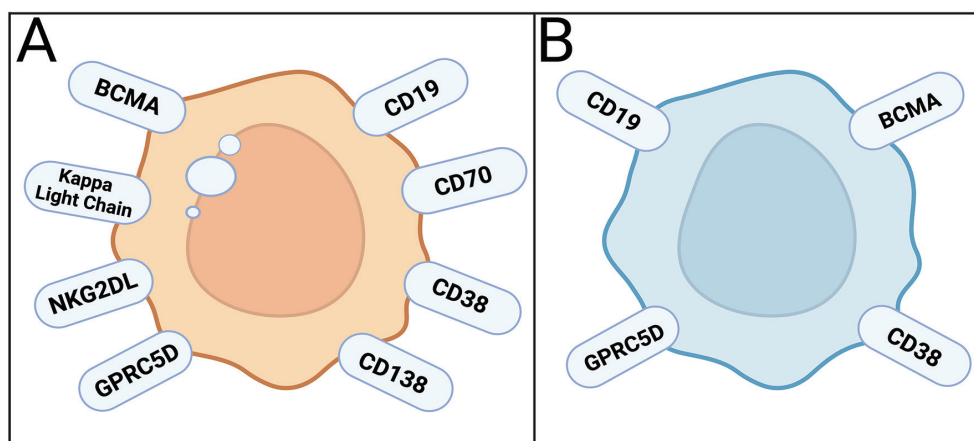 A
BCMA
CD19
Kappa
Light Chain
CD70
NKG2DL
CD38
GPRC5D
CD138
B
CD19
BCMA
GPRC5D
CD38